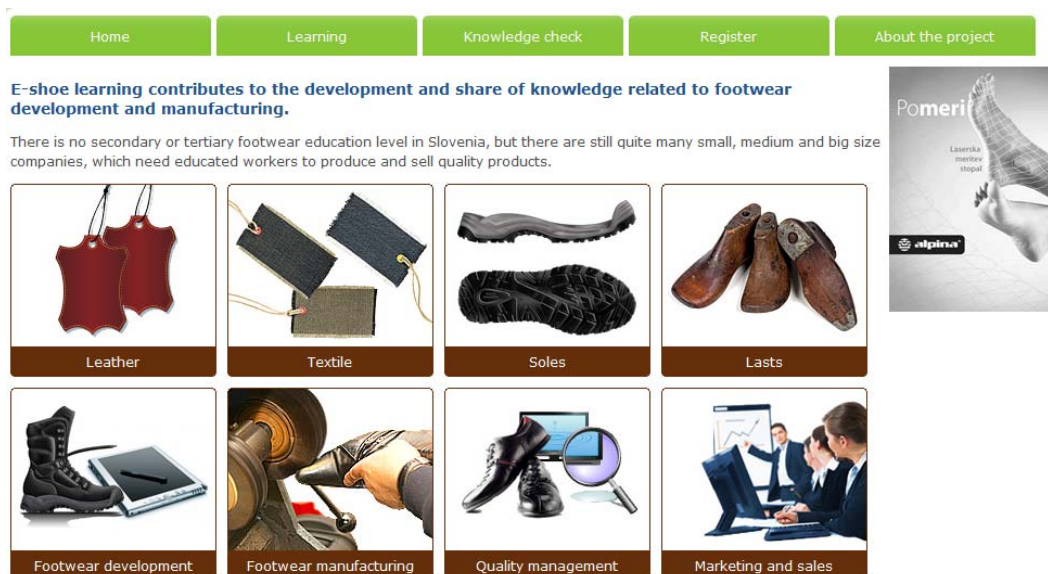 Home
Learning
Knowledge check
Register
About the project
E-shoe learning contributes to the development and share of knowledge related to footwear
development and manufacturing.
There is no secondary or tertiary footwear education level in Slovenia, but there are still quite many small, medium and big size
companies, which need educated workers to produce and sell quality products.
Pomeri
Laserska
meritev
stopal
alpina
Leather
Textile
Soles
Lasts
Footwear development
Footwear manufacturing
Quality management
Marketing and sales